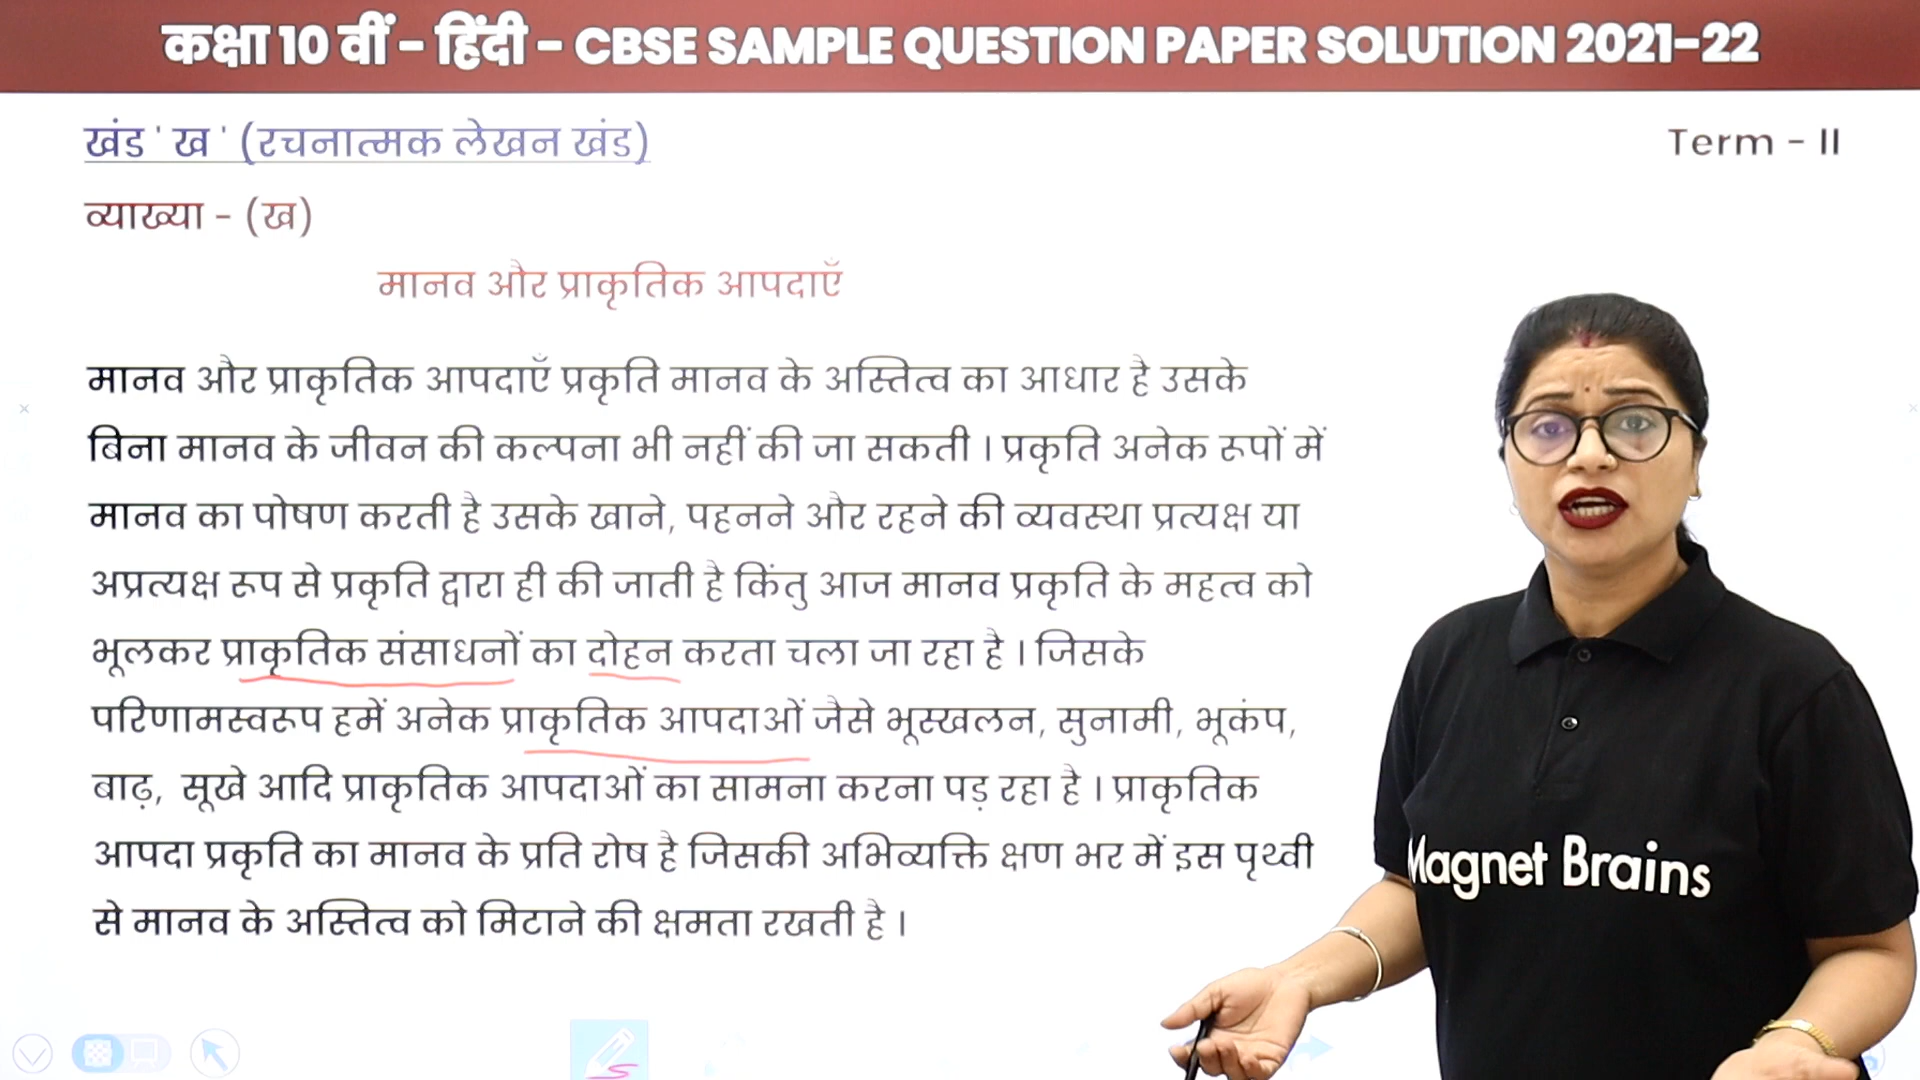 कक्षा 10 वीं - हिंदी - CBSE SAMPLE QUESTION PAPER SOLUTION 2021-22
खंड ' ख ' (रचनात्मक लेखन खंड)
Term - II
व्याख्या - (ख)
मानव और प्राकृतिक आपदाएँ
मानव और प्राकृतिक आपदाएँ प्रकृति मानव के अस्तित्व का आधार है उसके
बिना मानव के जीवन की कल्पना भी नहीं की जा सकती । प्रकृति अनेक रूपों में
मानव का पोषण करती है उसके खाने, पहनने और रहने की व्यवस्था प्रत्यक्ष या
अप्रत्यक्ष रूप से प्रकृति द्वारा ही की जाती है किंतु आज मानव प्रकृति के महत्व को
भूलकर प्राकृतिक संसाधनों का दोहन करता चला जा रहा है । जिसके
परिणामस्वरूप हमें अनेक प्राकृतिक आपदाओं जैसे भूस्खलन, सुनामी, भूकंप,
बाढ़, सूखे आदि प्राकृतिक आपदाओं का सामना करना पड़ रहा है । प्राकृतिक
आपदा प्रकृति का मानव के प्रति रोष है जिसकी अभिव्यक्ति क्षण भर में इस पृथ्वी
से मानव के अस्तित्व को मिटाने की क्षमता रखती है ।
Magnet Brains